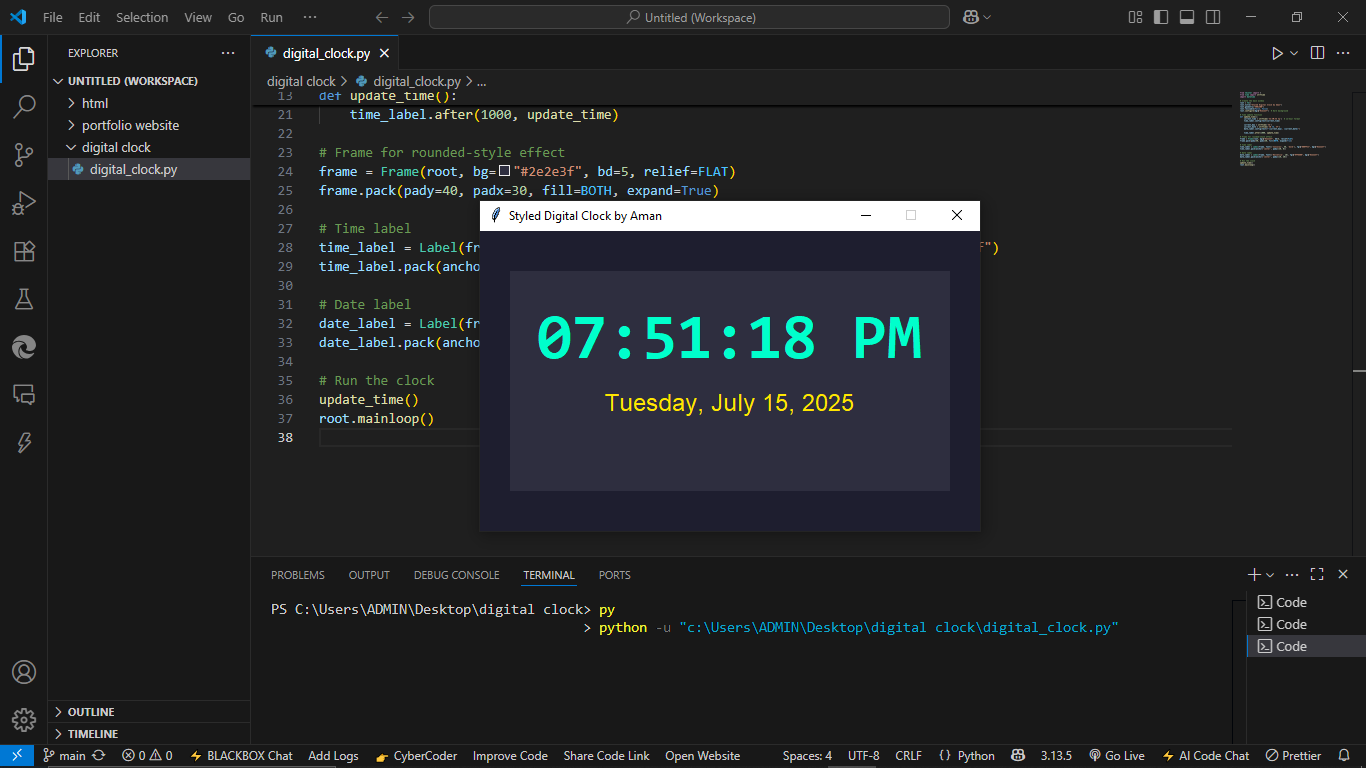 File Edit Selection View Go Run ··· Untitled (Workspace)
EXPLORER ···
UNTITLED (WORKSPACE)
html
portfolio website
digital clock
digital_clock.py
digital_clock.py
digital clock > digital_clock.py > ...
13 def update_time():
21 time_label.after(1000, update_time)
22
23 # Frame for rounded-style effect
24 frame = Frame(root, bg="#2e2e3f", bd=5, relief=FLAT)
25 frame.pack(pady=40, padx=30, fill=BOTH, expand=True)
26
27 # Time label
28 time_label = Label(fr f")
29 time_label.pack(ancho
30
31 # Date label
32 date_label = Label(fr
33 date_label.pack(ancho
34
35 # Run the clock
36 update_time()
37 root.mainloop()
38
Styled Digital Clock by Aman
07:51:18 PM
Tuesday, July 15, 2025
PROBLEMS OUTPUT DEBUG CONSOLE TERMINAL PORTS
PS C:\Users\ADMIN\Desktop\digital clock> py
> python -u "c:\Users\ADMIN\Desktop\digital clock\digital_clock.py"
Code
Code
Code
OUTLINE
TIMELINE
main 0 0 BLACKBOX Chat Add Logs CyberCoder Improve Code Share Code Link Open Website Spaces: 4 UTF-8 CRLF {} Python 3.13.5 Go Live AI Code Chat Prettier